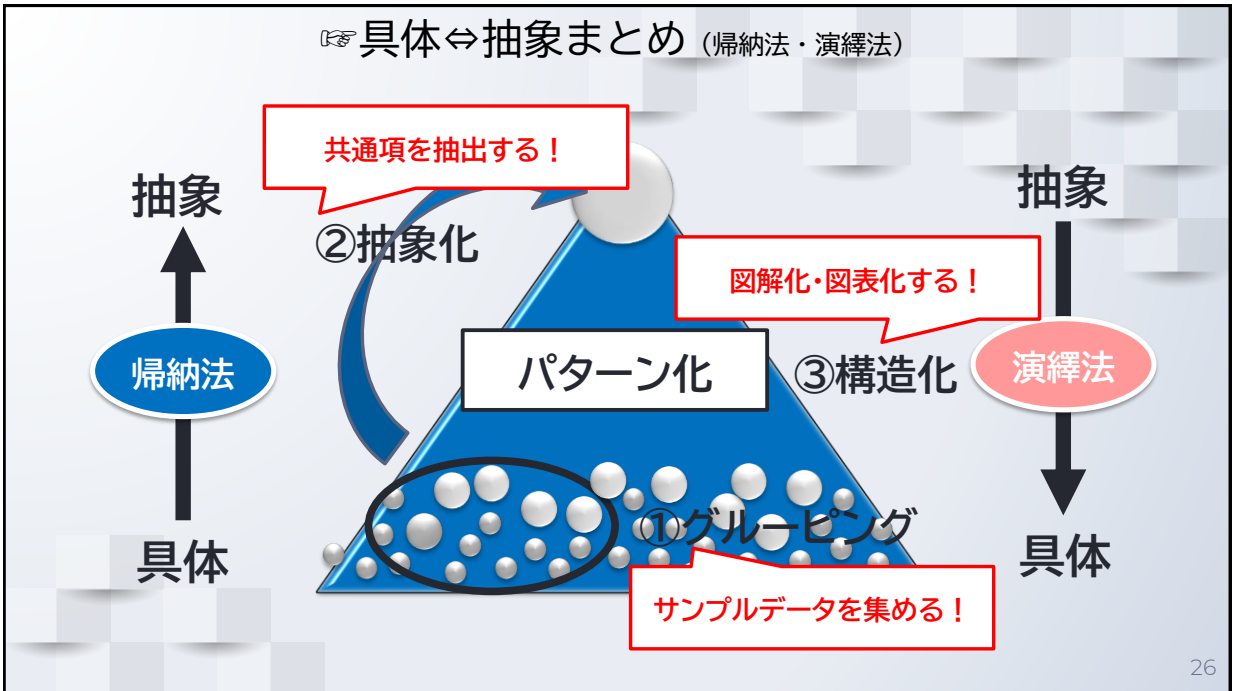 ☞具体⇔抽象まとめ（帰納法・演繹法）
共通項を抽出する！
抽象
②抽象化
抽象
図解化・図表化する！
帰納法
パターン化
③構造化
演繹法
①グルーピング
具体
具体
サンプルデータを集める！
26